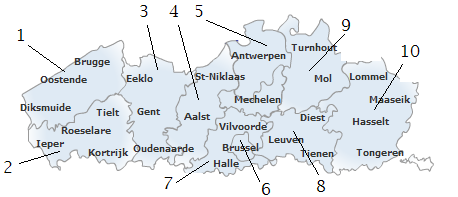 3 4 5
9
1
Turnhout
10
Brugge
Antwerpen
Oostende
Eeklo
St-Niklaas
Mol
Lommel
Diksmuide
Tielt
Gent
Mechelen
Maaseik
Roeselare
Aalst
Vilvoorde
Diest
Hasselt
Ieper
Kortrijk
Oudenaarde
Brussel
Leuven
Tienen
Tongeren
2
7
Halle
6
8